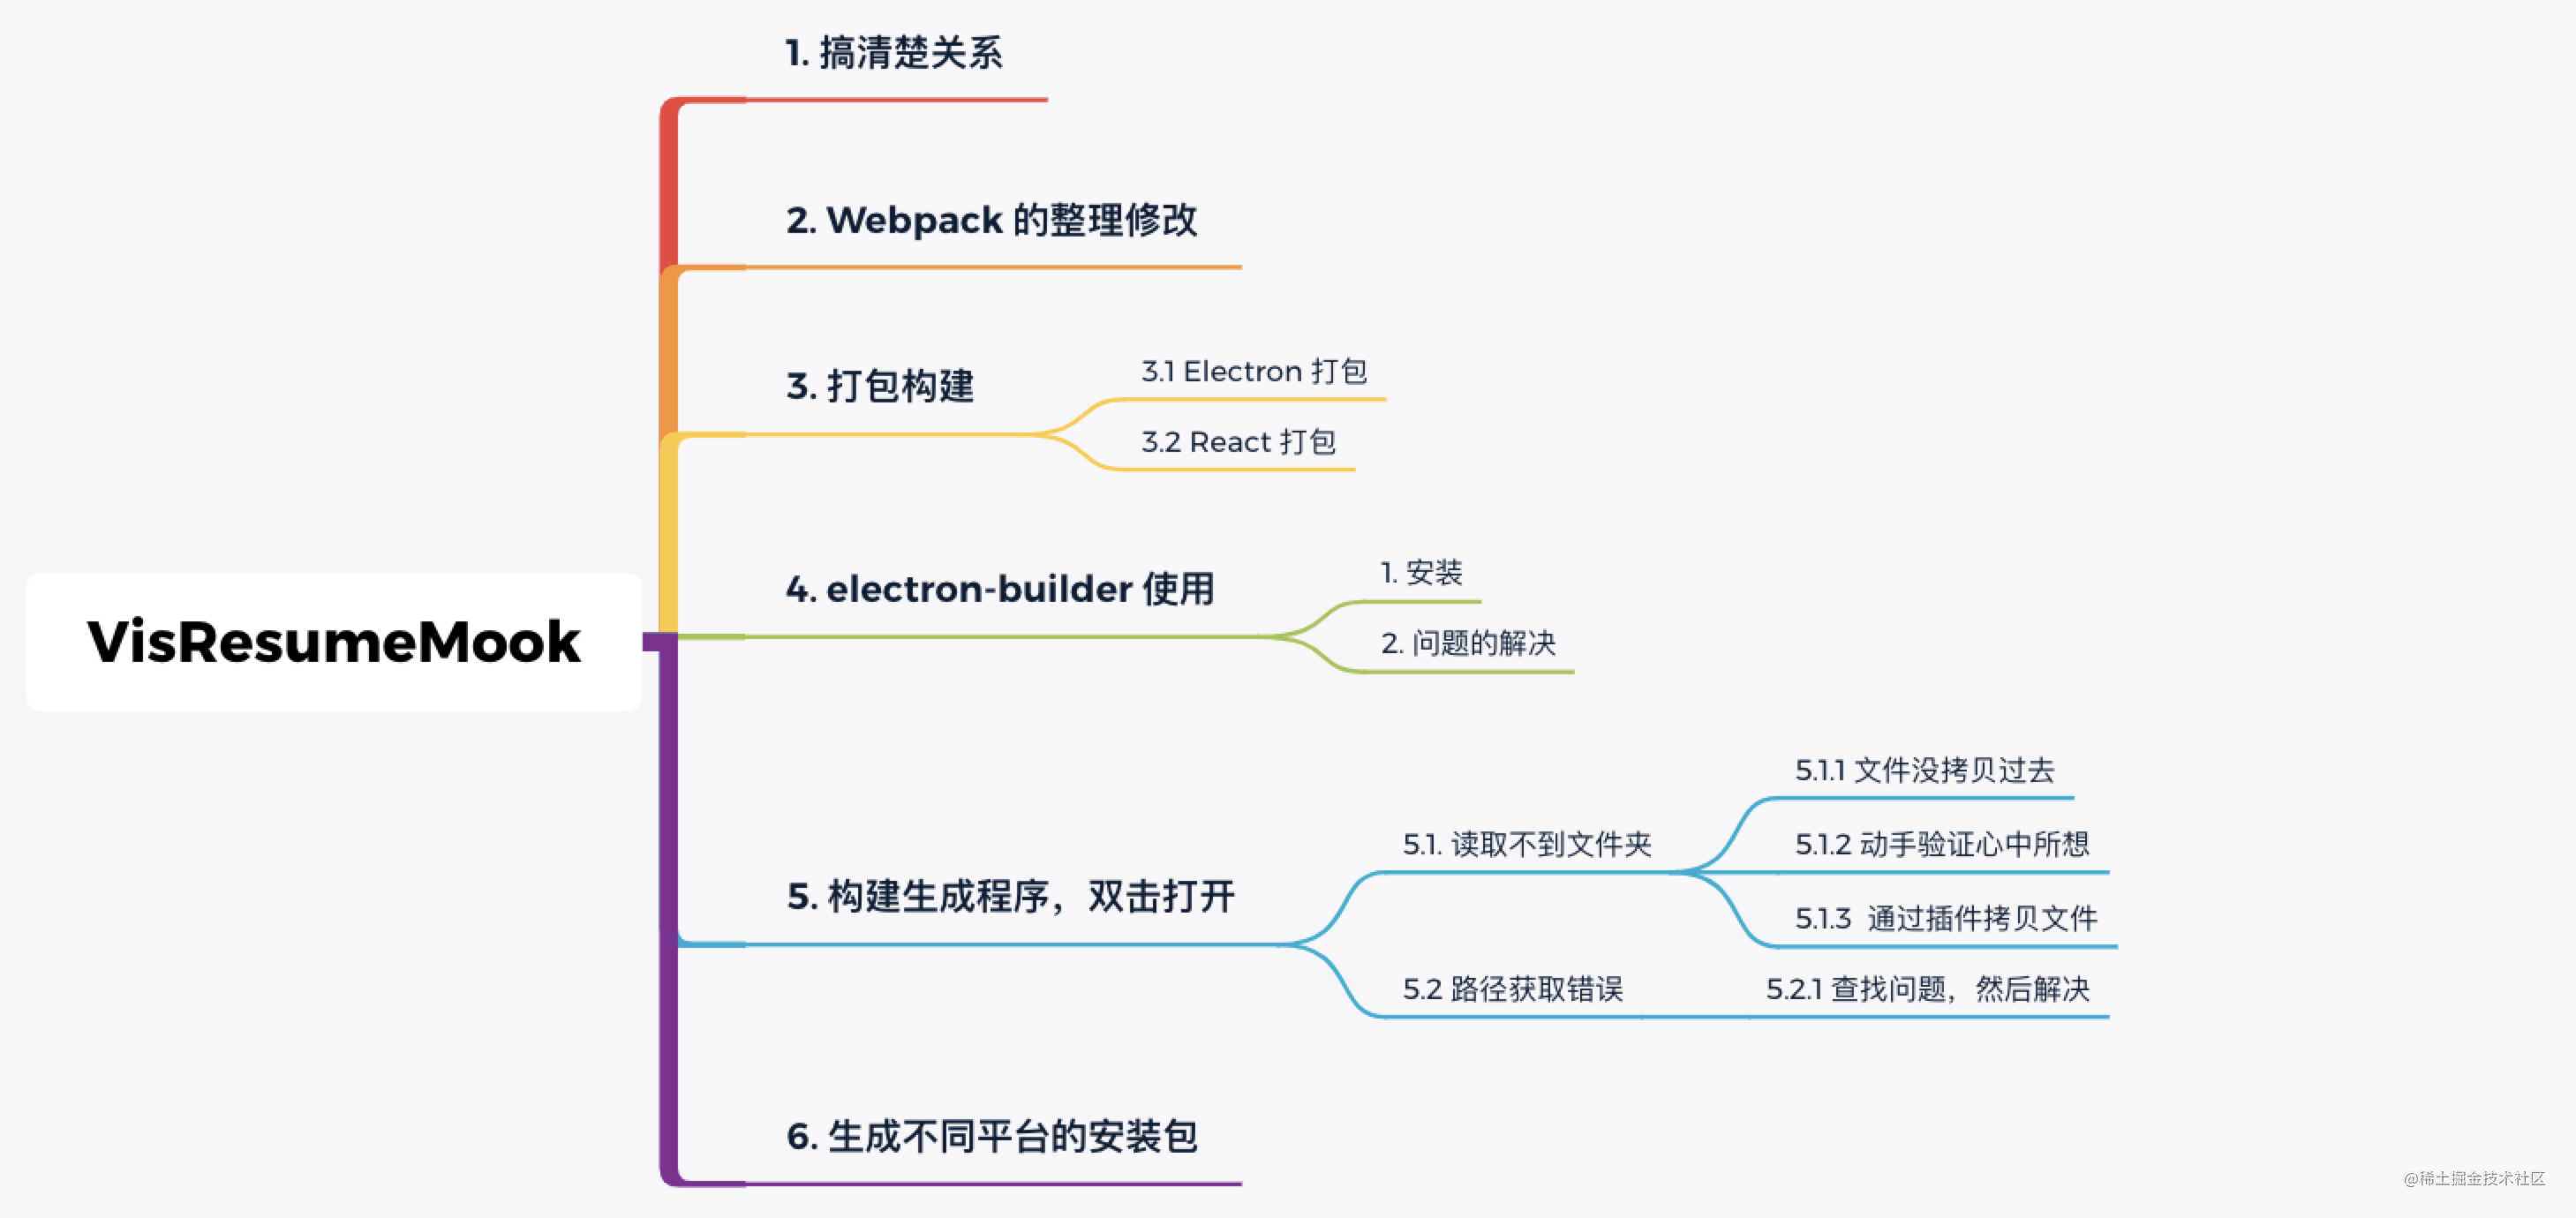 1. 搞清楚关系
2. Webpack 的整理修改
3. 打包构建
3.1 Electron 打包
3.2 React 打包
VisResumeMook
4. electron-builder 使用
1. 安装
2. 问题的解决
5. 构建生成程序，双击打开
5.1. 读取不到文件夹
5.1.1 文件没拷贝过去
5.1.2 动手验证心中所想
5.1.3 通过插件拷贝文件
5.2 路径获取错误
5.2.1 查找问题，然后解决
6. 生成不同平台的安装包
@稀土掘金技术社区